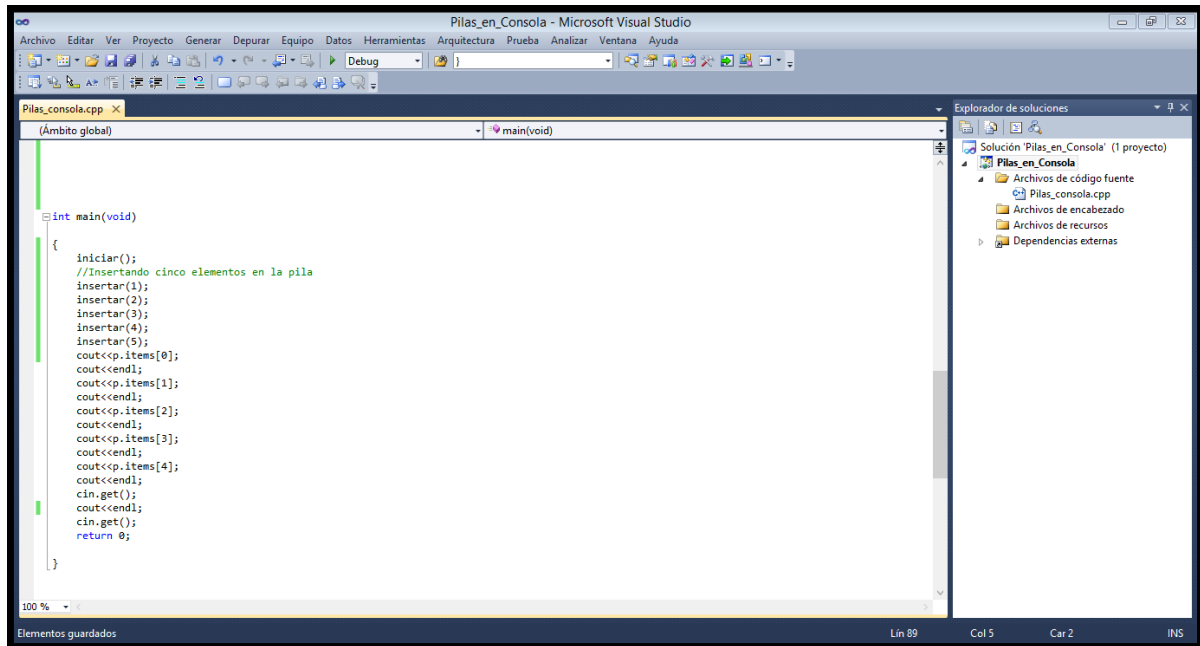 Pilas_en_Consola - Microsoft Visual Studio
Archivo Editar Ver Proyecto Generar Depurar Equipo Datos Herramientas Arquitectura Prueba Analizar Ventana Ayuda
Debug }
Pilas_consola.cpp
(Ámbito global) main(void)
int main(void)
{
iniciar();
//Insertando cinco elementos en la pila
insertar(1);
insertar(2);
insertar(3);
insertar(4);
insertar(5);
cout<<p.items[0];
cout<<endl;
cout<<p.items[1];
cout<<endl;
cout<<p.items[2];
cout<<endl;
cout<<p.items[3];
cout<<endl;
cout<<p.items[4];
cout<<endl;
cin.get();
cout<<endl;
cin.get();
return 0;
}
100 %
Explorador de soluciones
Solución 'Pilas_en_Consola' (1 proyecto)
Pilas_en_Consola
Archivos de código fuente
Pilas_consola.cpp
Archivos de encabezado
Archivos de recursos
Dependencias externas
Elementos guardados Lín 89 Col 5 Car 2 INS